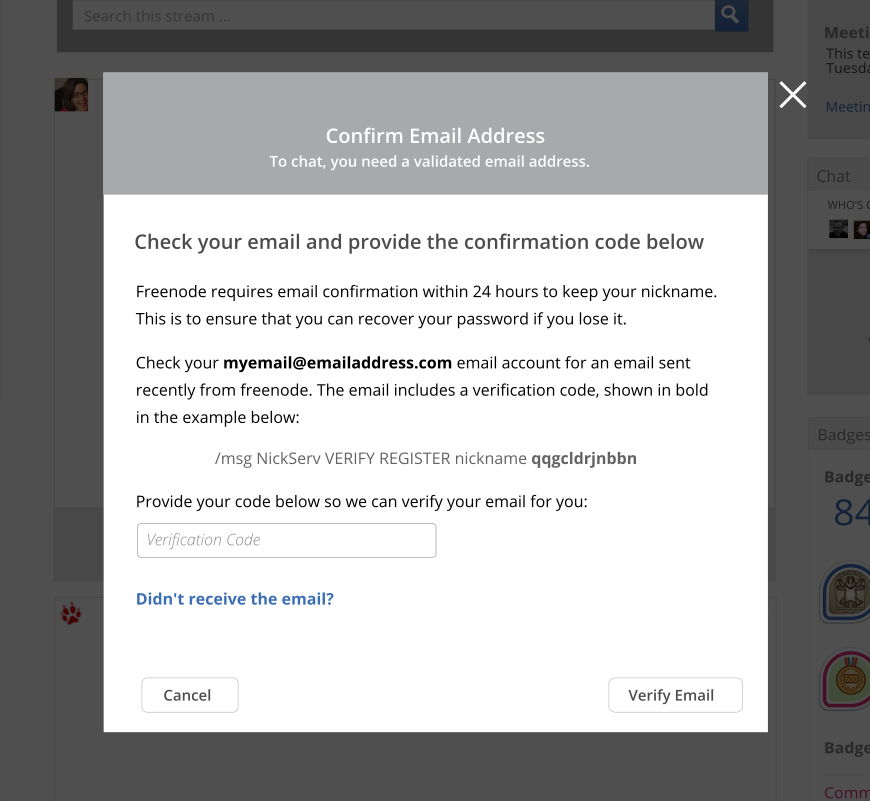 Search this stream ...
Confirm Email Address
To chat, you need a validated email address.
Check your email and provide the confirmation code below
Freenode requires email confirmation within 24 hours to keep your nickname.
This is to ensure that you can recover your password if you lose it.
Check your myemail@emailaddress.com email account for an email sent
recently from freenode. The email includes a verification code, shown in bold
in the example below:
/msg NickServ VERIFY REGISTER nickname qqgcldrjnbbn
Provide your code below so we can verify your email for you:
Verification Code
Didn't receive the email?
Cancel
Verify Email
Meeti
This te
Tuesda
Meetin
Chat
WHO'S
Badges
Badge
84
Badge
Comm